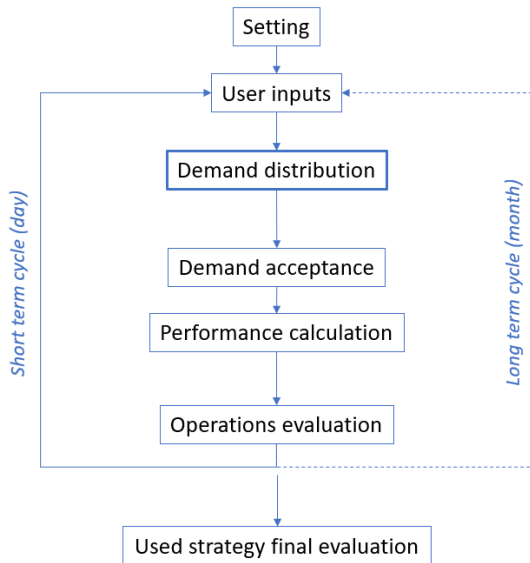 Setting
User inputs
Demand distribution
Demand acceptance
Performance calculation
Operations evaluation
Used strategy final evaluation
Short term cycle (day)
Long term cycle (month)